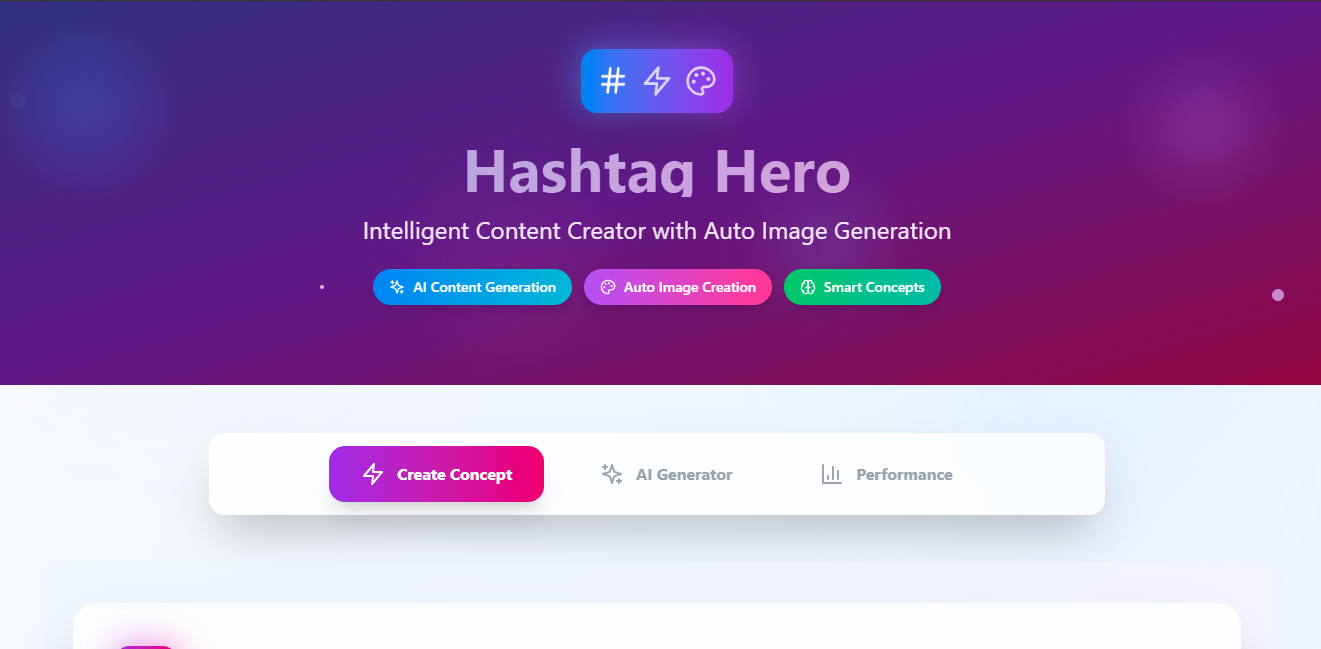 Hashtag Hero
Intelligent Content Creator with Auto Image Generation
AI Content Generation
Auto Image Creation
Smart Concepts
Create Concept
AI Generator
Performance